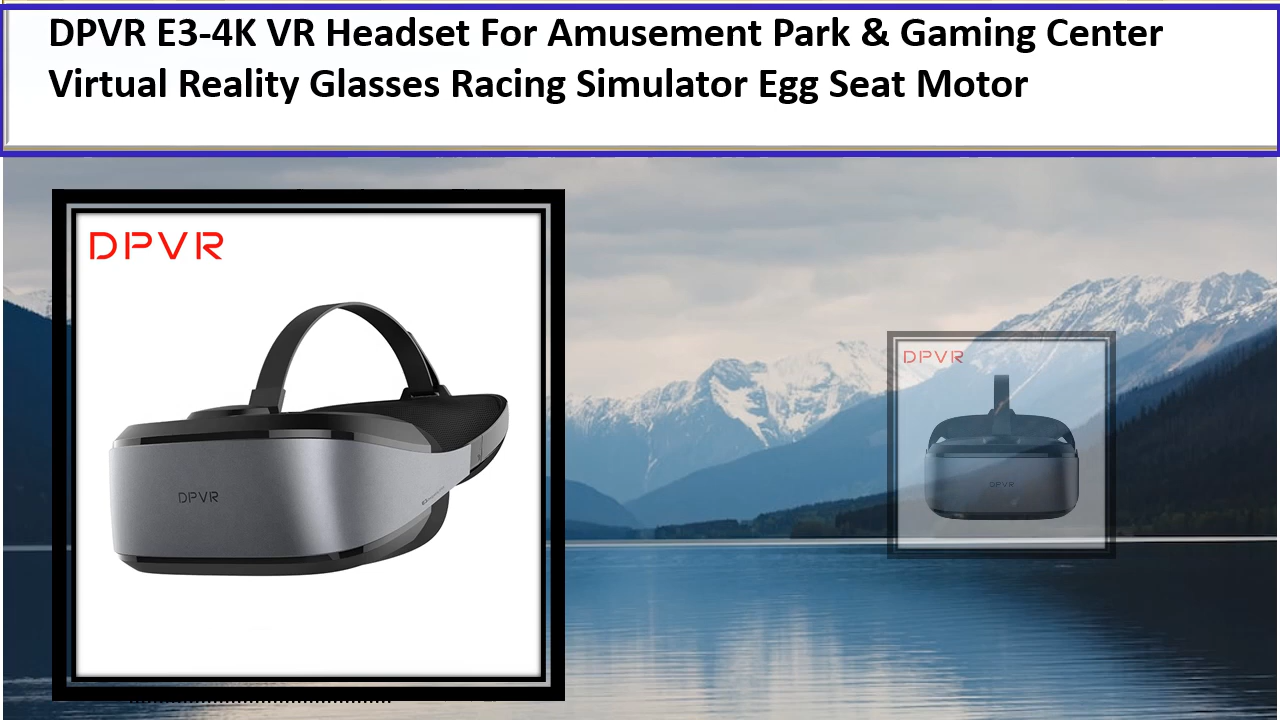 DPVR E3-4K VR Headset For Amusement Park & Gaming Center
Virtual Reality Glasses Racing Simulator Egg Seat Motor
DPVR
DPVR
DPVR
DPVR